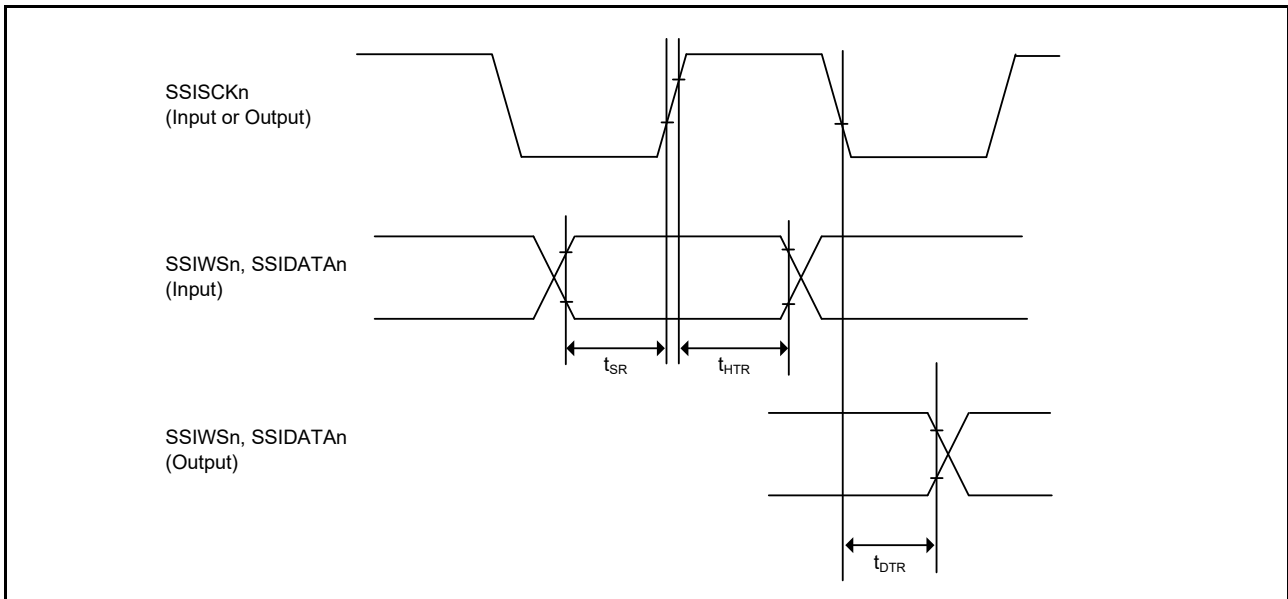 SSISCKn
(Input or Output)
SSIWSn, SSIDATAn
(Input)
tSR
tHTR
SSIWSn, SSIDATAn
(Output)
tDTR